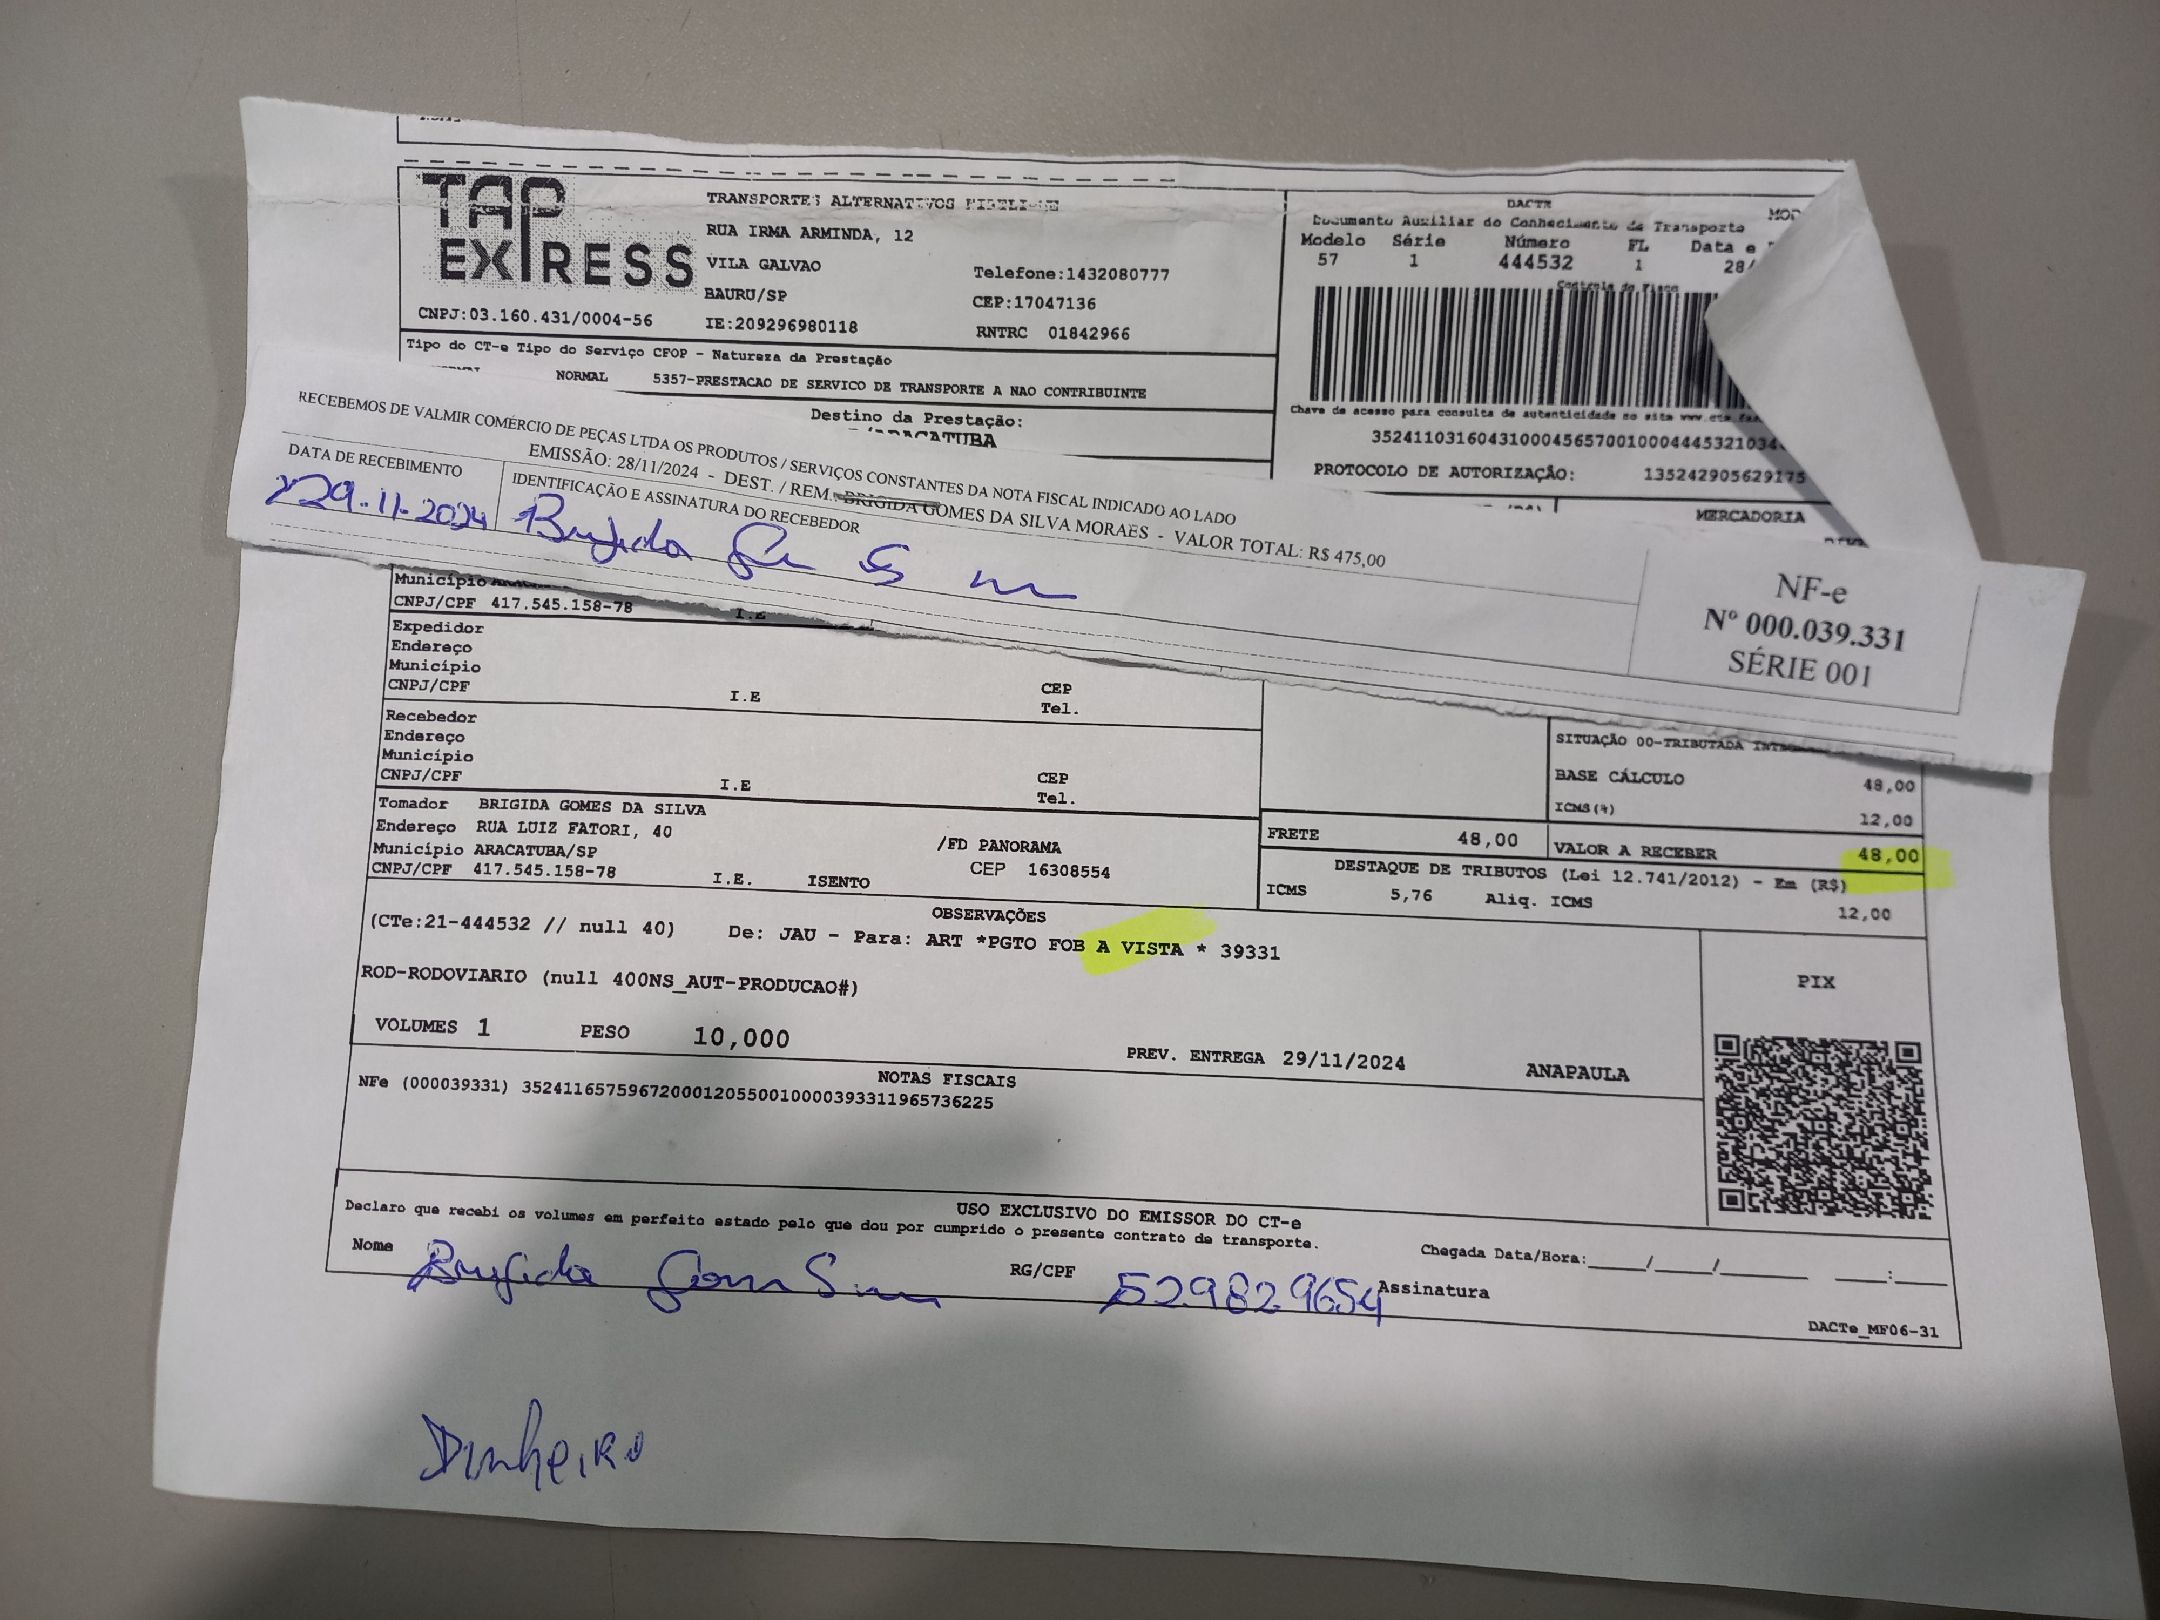 TAP
EXPRESS
CNPJ:03.160.431/0004-56
TRANSPORTES ALTERNATIVOS
RUA IRMA ARMINDA, 12
VILA GALVAO
BAURU/SP
IE:209296980118
Telefone:1432080777
CEP:17047136
RNTRC 01842966
DACTE
Documento Auxiliar do Conhecimento de Transporte
Modelo Série Número FL Data e
57 1 444532 1 28/
Controle do Fisco
Chave de acesso para consulta de autenticidade no site
PROTOCOLO DE AUTORIZAÇÃO: 135242905629175
Tipo do CT-e Tipo do Serviço CFOP - Natureza da Prestação
NORMAL 5357-PRESTACAO DE SERVICO DE TRANSPORTE A NAO CONTRIBUINTE
Destino da Prestação:
MERCADORIA
RECEBEMOS DE VALMIR COMÉRCIO DE PEÇAS LTDA OS PRODUTOS / SERVIÇOS CONSTANTES DA NOTA FISCAL INDICADO AO LADO
EMISSÃO: 28/11/2024 - DEST. / REM. BRIGIDA GOMES DA SILVA MORAES - VALOR TOTAL: R$ 475,00
DATA DE RECEBIMENTO
29.11.2024
IDENTIFICAÇÃO E ASSINATURA DO RECEBEDOR
NF-e
Nº 000.039.331
SÉRIE 001
Município
CNPJ/CPF 417.545.158-78 I.E
Expedidor
Endereço
Município
CNPJ/CPF I.E CEP
Tel.
Recebedor
Endereço
Município
CNPJ/CPF I.E CEP
Tel.
Tomador BRIGIDA GOMES DA SILVA
Endereço RUA LUIZ FATORI, 40 /FD PANORAMA
Município ARACATUBA/SP CEP 16308554
CNPJ/CPF 417.545.158-78 I.E. ISENTO
SITUAÇÃO 00-TRIBUTADA
BASE CÁLCULO 48,00
ICMS(%) 12,00
FRETE 48,00 VALOR A RECEBER 48,00
DESTAQUE DE TRIBUTOS (Lei 12.741/2012) - Em (R$)
ICMS 5,76 Aliq. ICMS 12,00
OBSERVAÇÕES
(CTe:21-444532 // null 40) De: JAU - Para: ART *PGTO FOB A VISTA * 39331
ROD-RODOVIARIO (null 400NS_AUT-PRODUCAO#)
VOLUMES 1 PESO 10,000 PREV. ENTREGA 29/11/2024 ANAPAULA
PIX
NOTAS FISCAIS
NFe (000039331) 35241165759672000120550010000393311965736225
USO EXCLUSIVO DO EMISSOR DO CT-e
Declaro que recebi os volumes em perfeito estado pelo que dou por cumprido o presente contrato de transporte.
Chegada Data/Hora:____/____/______ ____:____
Nome RG/CPF 529829654 Assinatura
DACTe_MF06-31
Dinheiro